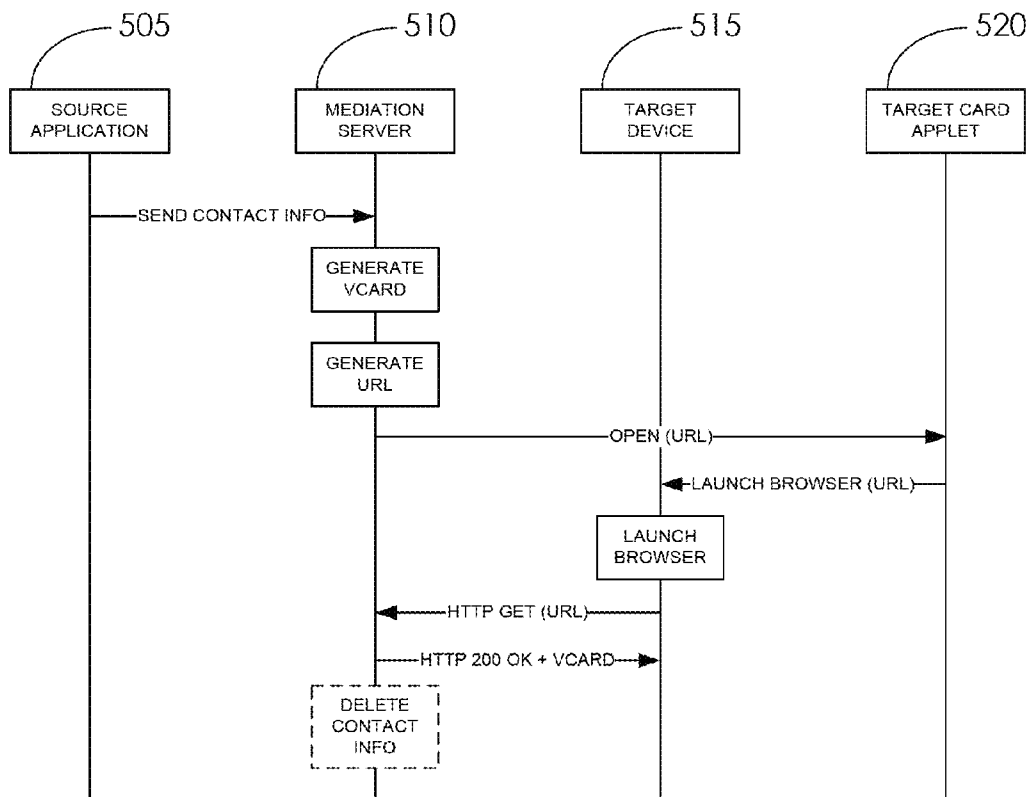 505
510
515
520
SOURCE
APPLICATION
MEDIATION
SERVER
TARGET
DEVICE
TARGET CARD
APPLET
SEND CONTACT INFO
GENERATE
VCARD
GENERATE
URL
OPEN (URL)
LAUNCH BROWSER (URL)
LAUNCH
BROWSER
HTTP GET (URL)
HTTP 200 OK + VCARD
DELETE
CONTACT
INFO